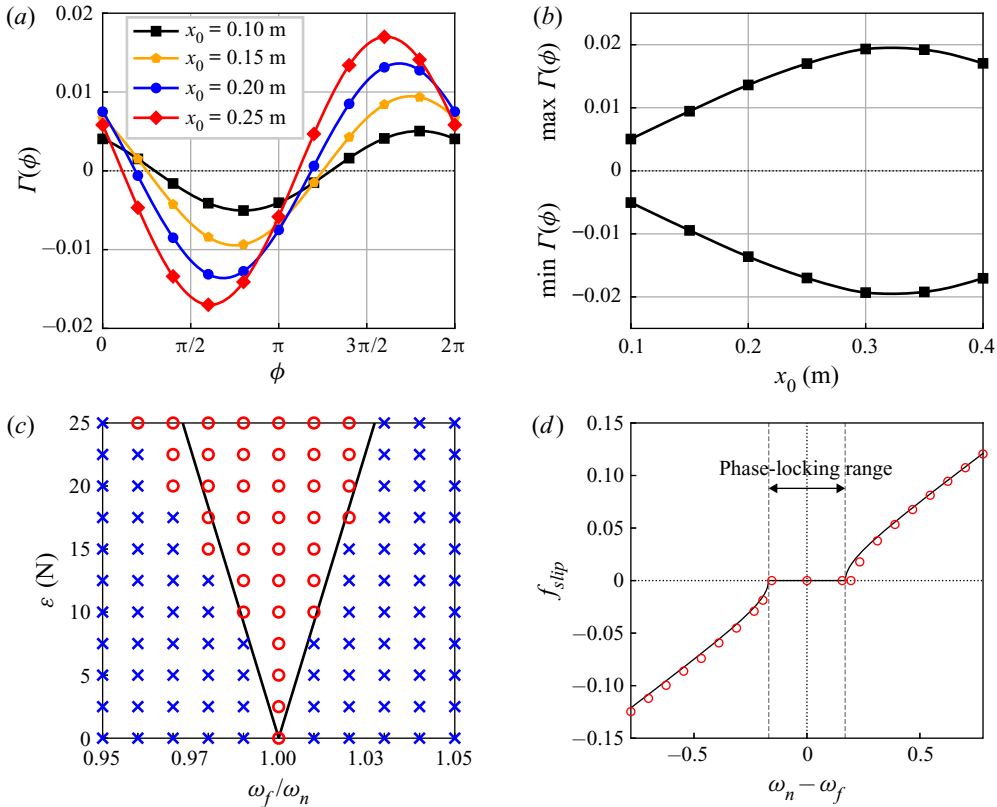 (a)
0.02
0.01
0
−0.01
−0.02
Γ(ϕ)
x0 = 0.10 m
x0 = 0.15 m
x0 = 0.20 m
x0 = 0.25 m
0 π/2 π 3π/2 2π
ϕ
(b)
0.02
0.01
0
−0.01
−0.02
max Γ(ϕ)
min Γ(ϕ)
0.1 0.2 0.3 0.4
x0 (m)
(c)
25
20
15
10
5
0
ε (N)
0.95 0.97 1.00 1.03 1.05
ωf/ωn
(d)
0.15
0.10
0.05
0
−0.05
−0.10
−0.15
fslip
Phase-locking range
−0.5 0 0.5
ωn − ωf